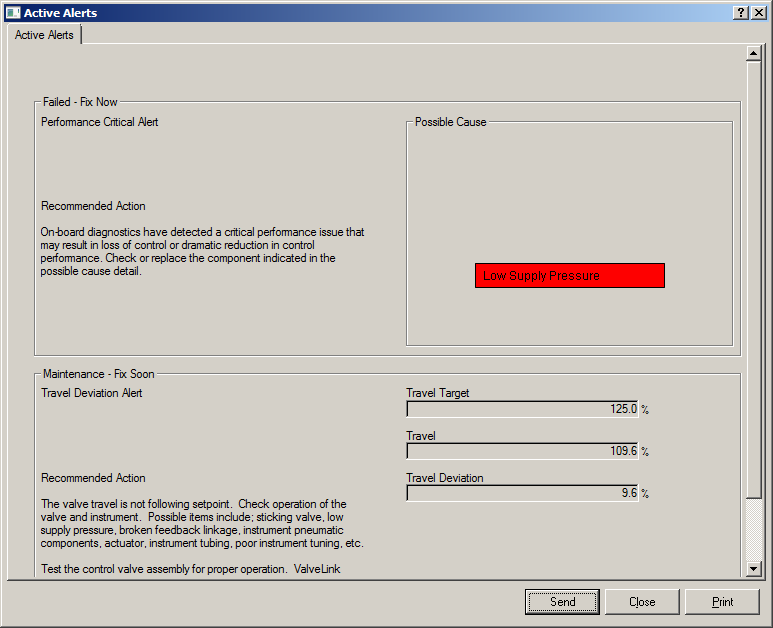 Active Alerts
Active Alerts
Failed - Fix Now
Performance Critical Alert
Possible Cause
Recommended Action
On-board diagnostics have detected a critical performance issue that
may result in loss of control or dramatic reduction in control
performance. Check or replace the component indicated in the
possible cause detail.
Low Supply Pressure
Maintenance - Fix Soon
Travel Deviation Alert
Travel Target
125.0 %
Travel
109.6 %
Recommended Action
Travel Deviation
9.6 %
The valve travel is not following setpoint. Check operation of the
valve and instrument. Possible items include; sticking valve, low
supply pressure, broken feedback linkage, instrument pneumatic
components, actuator, instrument tubing, poor instrument tuning, etc.
Test the control valve assembly for proper operation. ValveLink
Send
Close
Print